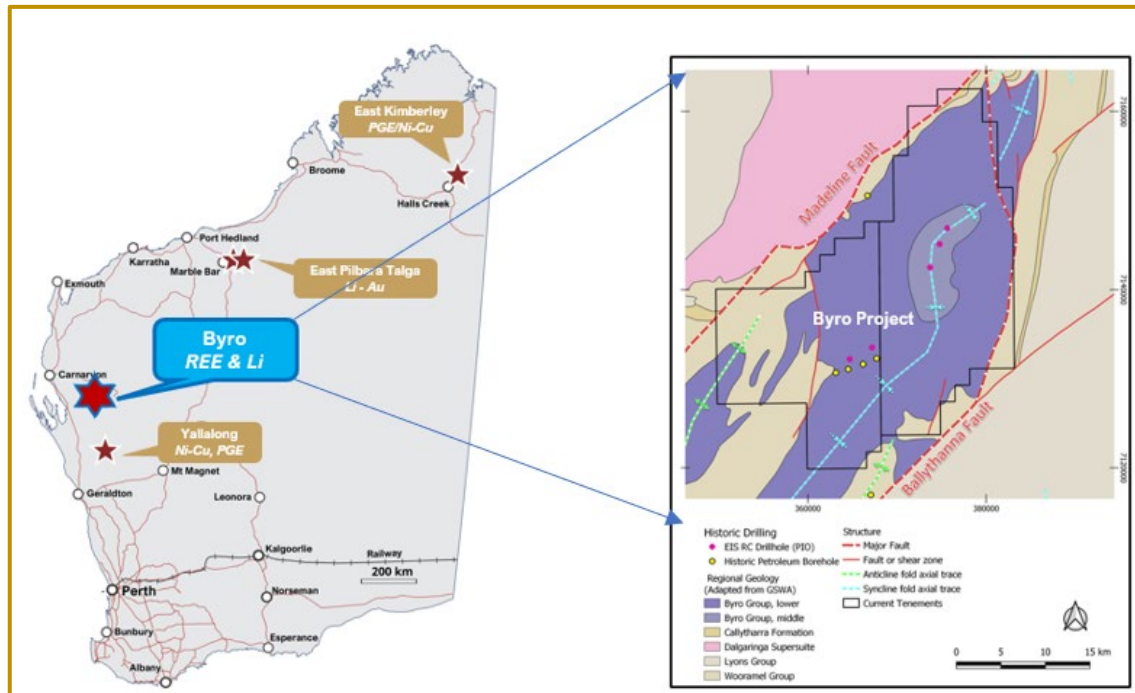 East Kimberley
PGE/Ni-Cu
Broome
Halls Creek
Port Hedland
Karratha
Marble Bar
East Pilbara Talga
Li - Au
Exmouth
Byro
REE & Li
Carnarvon
Yallalong
Ni-Cu, PGE
Mt Magnet
Geraldton
Leonora
Kalgoorlie
Railway
200 km
Perth
Norseman
Bunbury
Esperance
Albany
Madeline Fault
7160000
7140000
Byro Project
Ballythanna Fault
7120000
360000
380000
Historic Drilling
EIS RC Drillhole (PIO)
Historic Petroleum Borehole
Regional Geology
(Adapted from GSWA)
Byro Group, lower
Byro Group, middle
Callytharra Formation
Dalgaringa Supersuite
Lyons Group
Wooramel Group
Structure
Major Fault
Fault or shear zone
Anticline fold axial trace
Syncline fold axial trace
Current Tenements
0 5 10 15 km